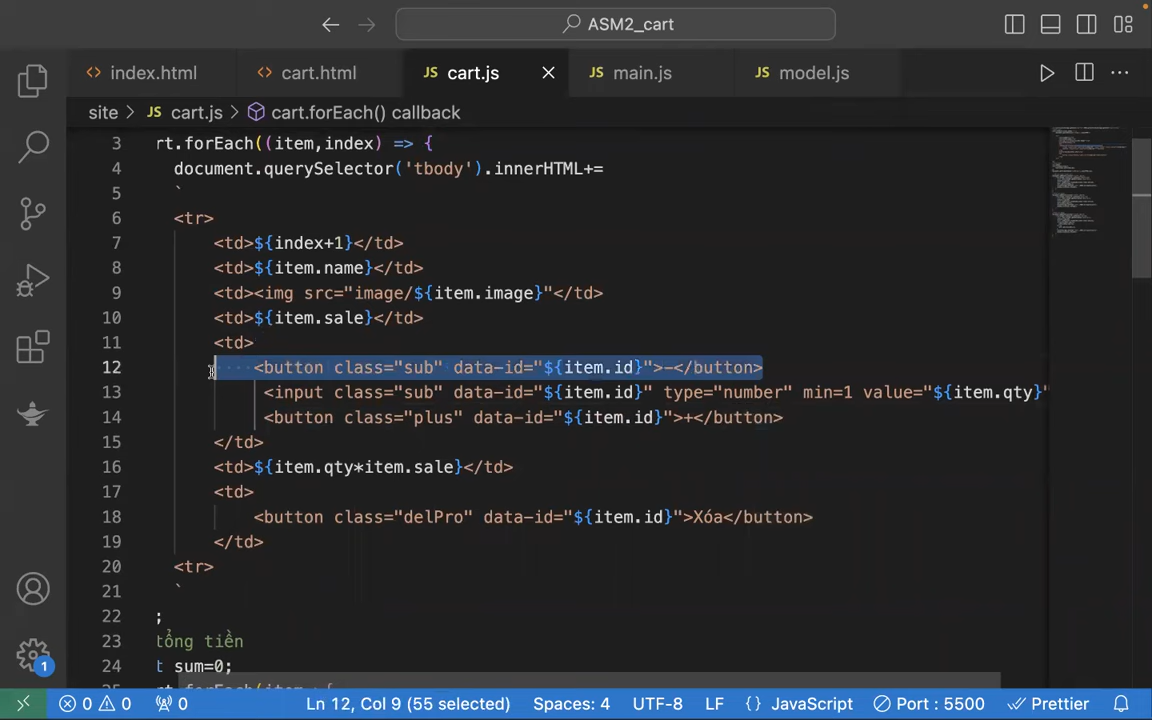 ASM2_cart
index.html
cart.html
JS cart.js
JS main.js
JS model.js
site > JS cart.js > cart.forEach() callback
3 rt.forEach((item,index) => {
4 document.querySelector('tbody').innerHTML+=
5 `
6 <tr>
7 <td>${index+1}</td>
8 <td>${item.name}</td>
9 <td><img src="image/${item.image}"</td>
10 <td>${item.sale}</td>
11 <td>
12 <button class="sub" data-id="${item.id}">-</button>
13 <input class="sub" data-id="${item.id}" type="number" min=1 value="${item.qty}"
14 <button class="plus" data-id="${item.id}">+</button>
15 </td>
16 <td>${item.qty*item.sale}</td>
17 <td>
18 <button class="delPro" data-id="${item.id}">Xóa</button>
19 </td>
20 <tr>
21 `
22 ;
23 tổng tiền
24 t sum=0;
1
0 0 0 Ln 12, Col 9 (55 selected) Spaces: 4 UTF-8 LF {} JavaScript Port : 5500 Prettier